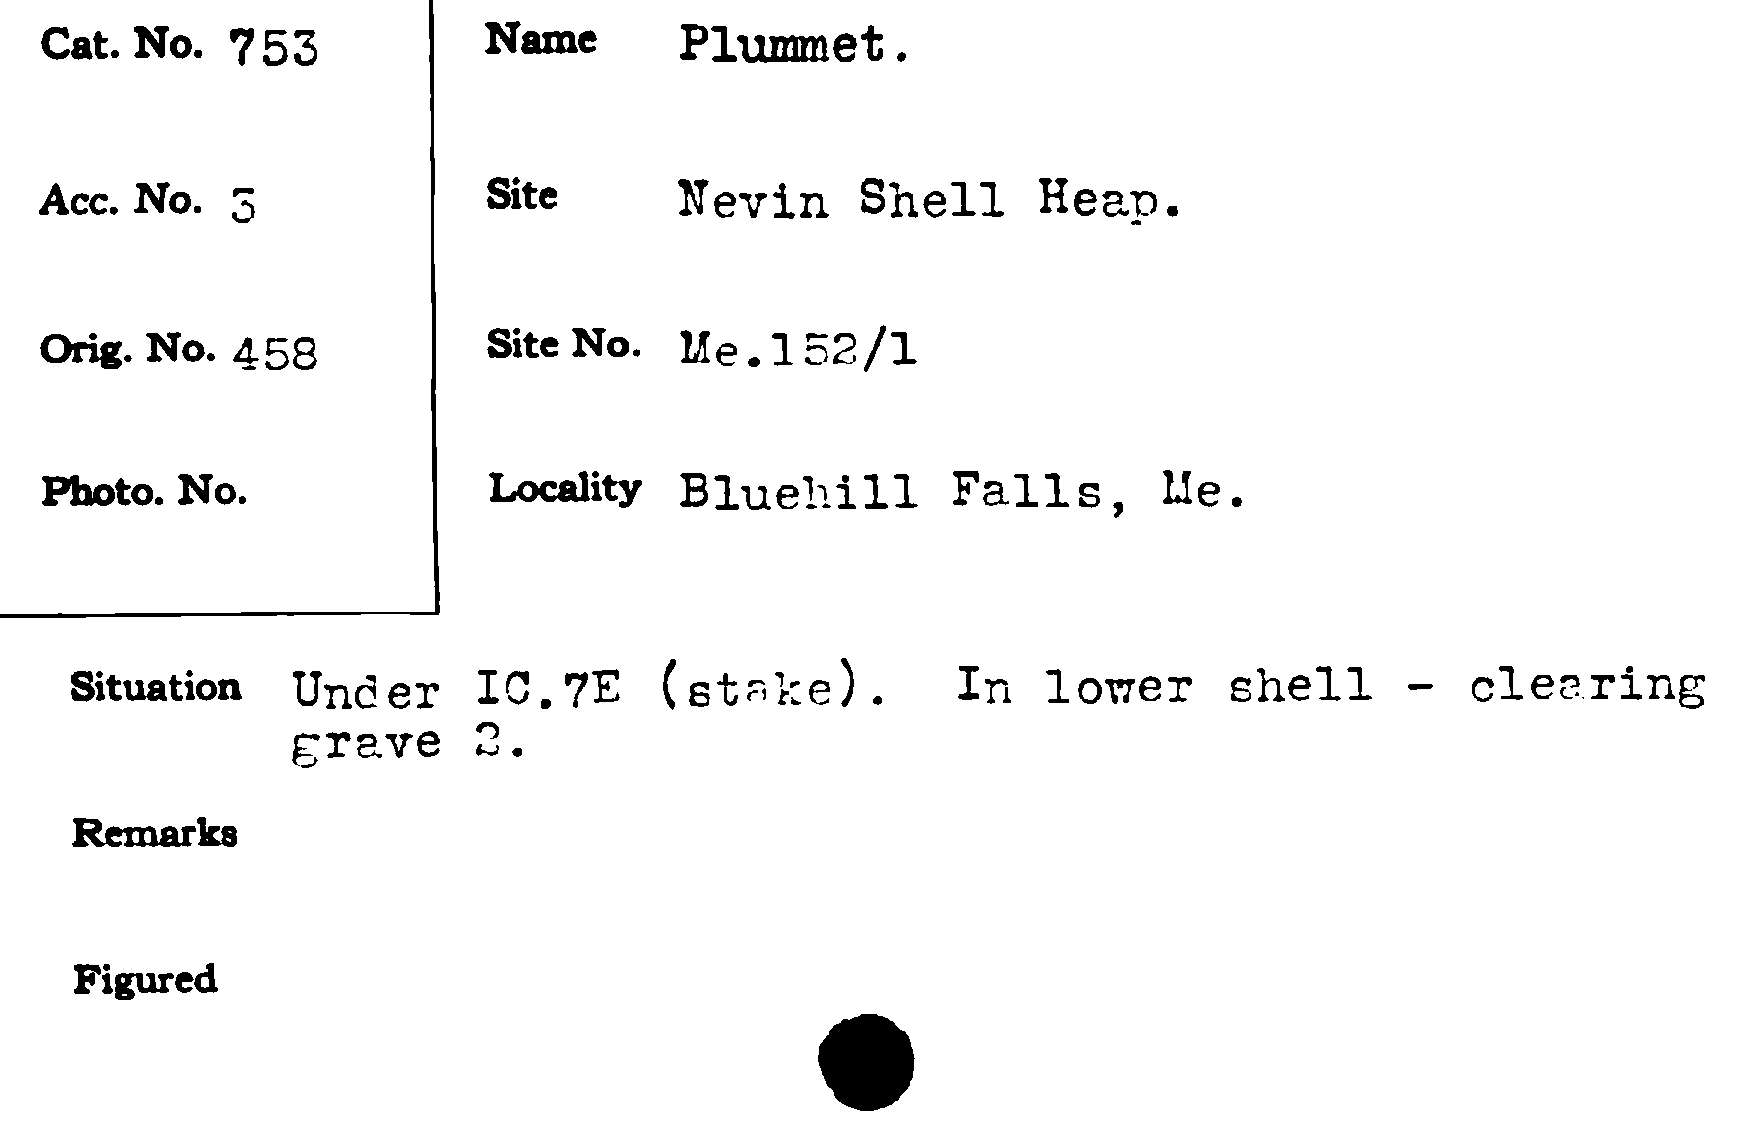 Cat. No. 753
Name Plummet.
Acc. No. 3
Site Nevin Shell Heap.
Orig. No. 458
Site No. Me.152/1
Photo. No.
Locality Bluehill Falls, Me.
Situation Under IC.7E (stake). In lower shell - clearing
grave 2.
Remarks
Figured